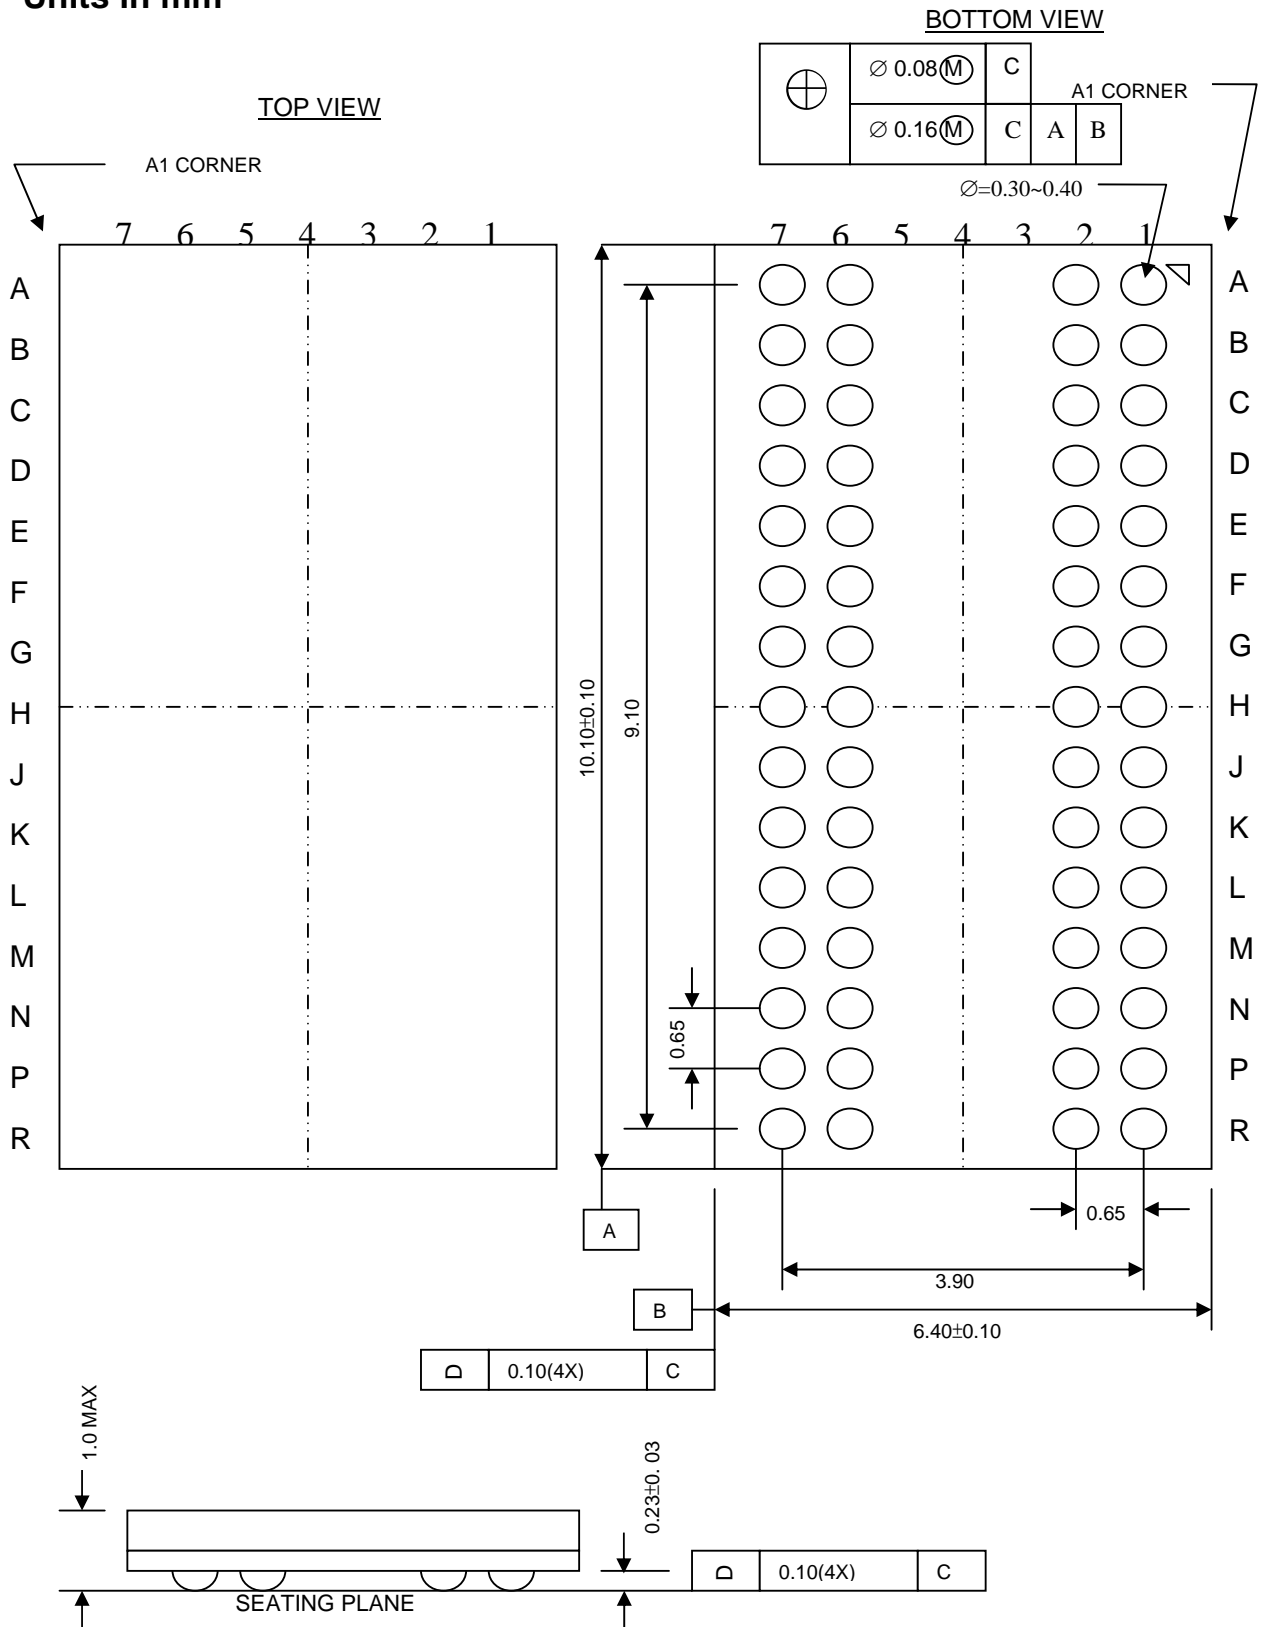 Units in mm
BOTTOM VIEW
∅ 0.08Ⓜ C
A1 CORNER
TOP VIEW
∅ 0.16Ⓜ C A B
A1 CORNER
∅=0.30~0.40
7 6 5 4 3 2 1
7 6 5 4 3 2 1
A
B
C
D
E
F
G
H
J
K
L
M
N
P
R
10.10±0.10
9.10
0.65
A
B
C
D
E
F
G
H
J
K
L
M
N
P
R
A
0.65
3.90
B
6.40±0.10
D 0.10(4X) C
1.0 MAX
0.23±0. 03
D 0.10(4X) C
SEATING PLANE